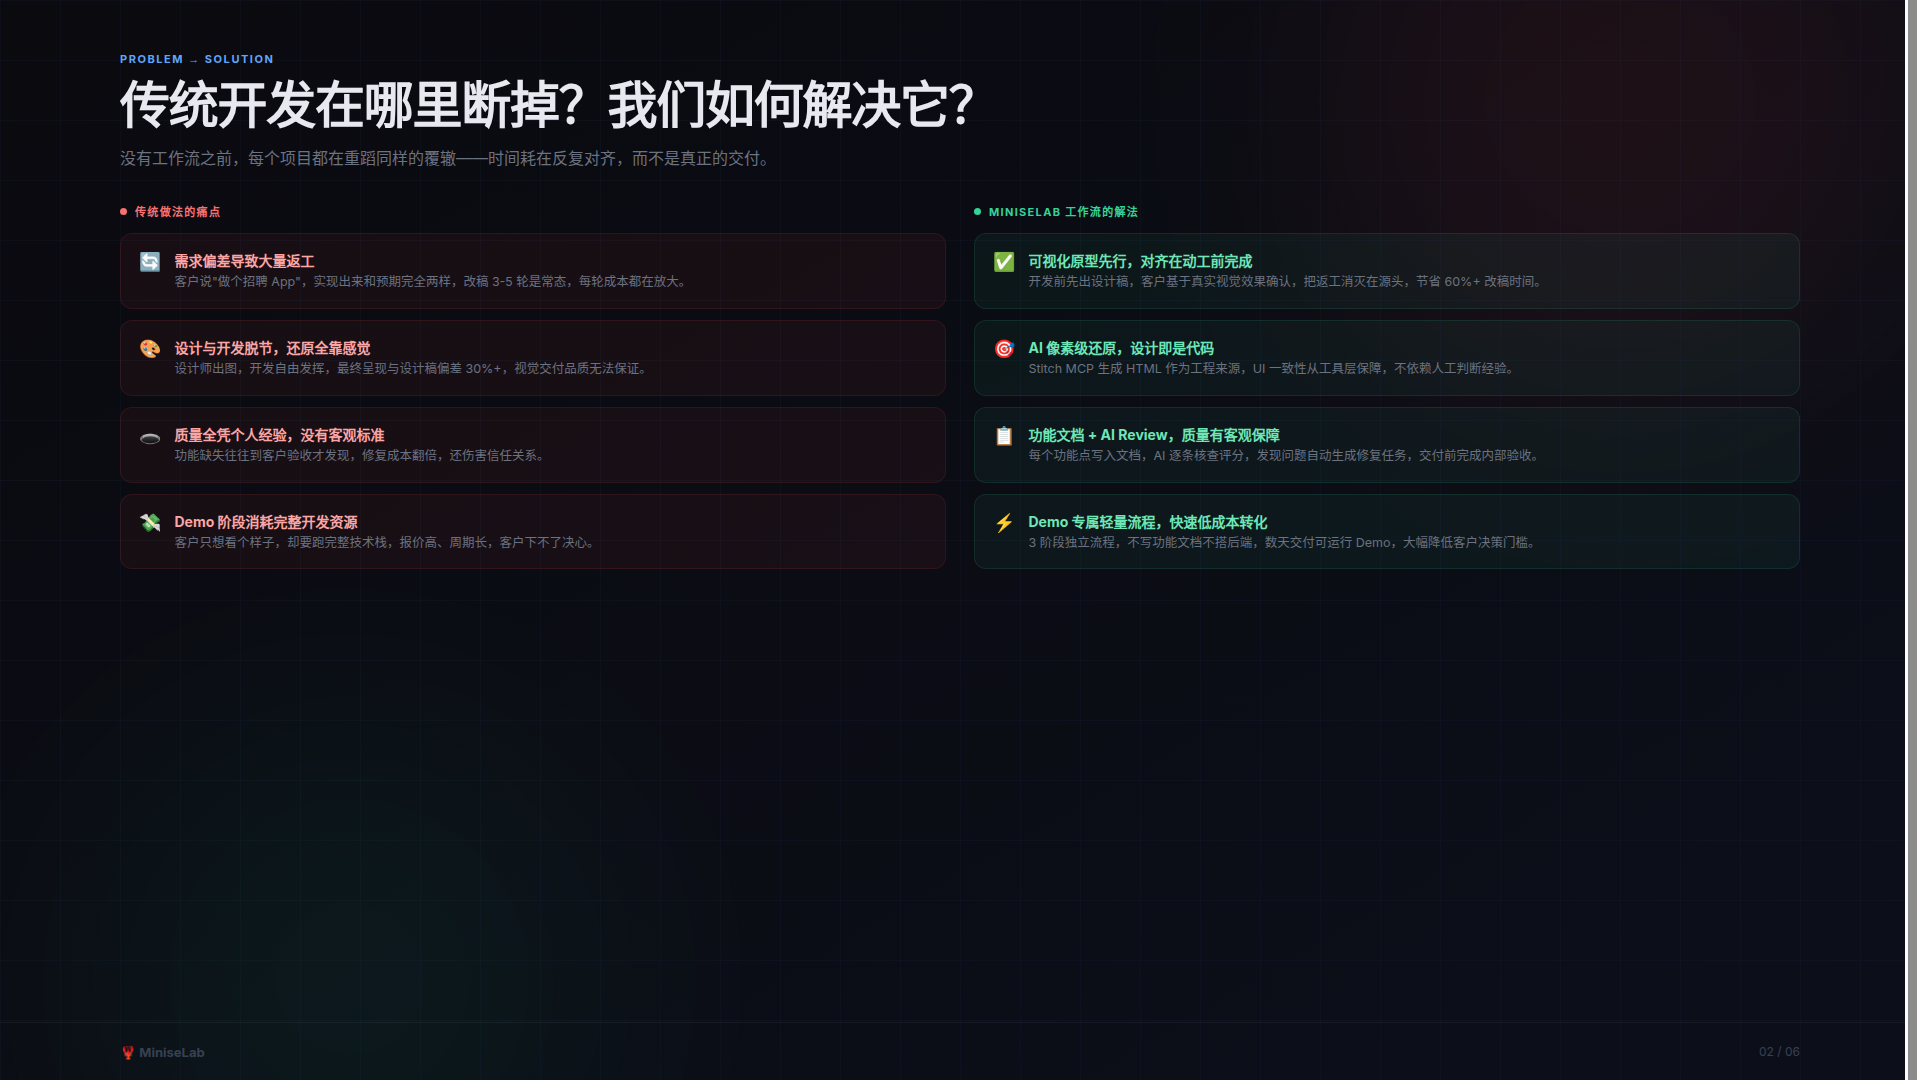 PROBLEM → SOLUTION
传统开发在哪里断掉？我们如何解决它？
没有工作流之前，每个项目都在重蹈同样的覆辙——时间耗在反复对齐，而不是真正的交付。
传统做法的痛点
需求偏差导致大量返工
客户说"做个招聘 App"，实现出来和预期完全两样，改稿 3-5 轮是常态，每轮成本都在放大。
设计与开发脱节，还原全靠感觉
设计师出图，开发自由发挥，最终呈现与设计稿偏差 30%+，视觉交付品质无法保证。
质量全凭个人经验，没有客观标准
功能缺失往往到客户验收才发现，修复成本翻倍，还伤害信任关系。
Demo 阶段消耗完整开发资源
客户只想看个样子，却要跑完整技术栈，报价高、周期长，客户下不了决心。
MINISELAB 工作流的解法
可视化原型先行，对齐在动工前完成
开发前先出设计稿，客户基于真实视觉效果确认，把返工消灭在源头，节省 60%+ 改稿时间。
AI 像素级还原，设计即是代码
Stitch MCP 生成 HTML 作为工程来源，UI 一致性从工具层保障，不依赖人工判断经验。
功能文档 + AI Review，质量有客观保障
每个功能点写入文档，AI 逐条核查评分，发现问题自动生成修复任务，交付前完成内部验收。
Demo 专属轻量流程，快速低成本转化
3 阶段独立流程，不写功能文档不搭后端，数天交付可运行 Demo，大幅降低客户决策门槛。
MiniseLab
02 / 06